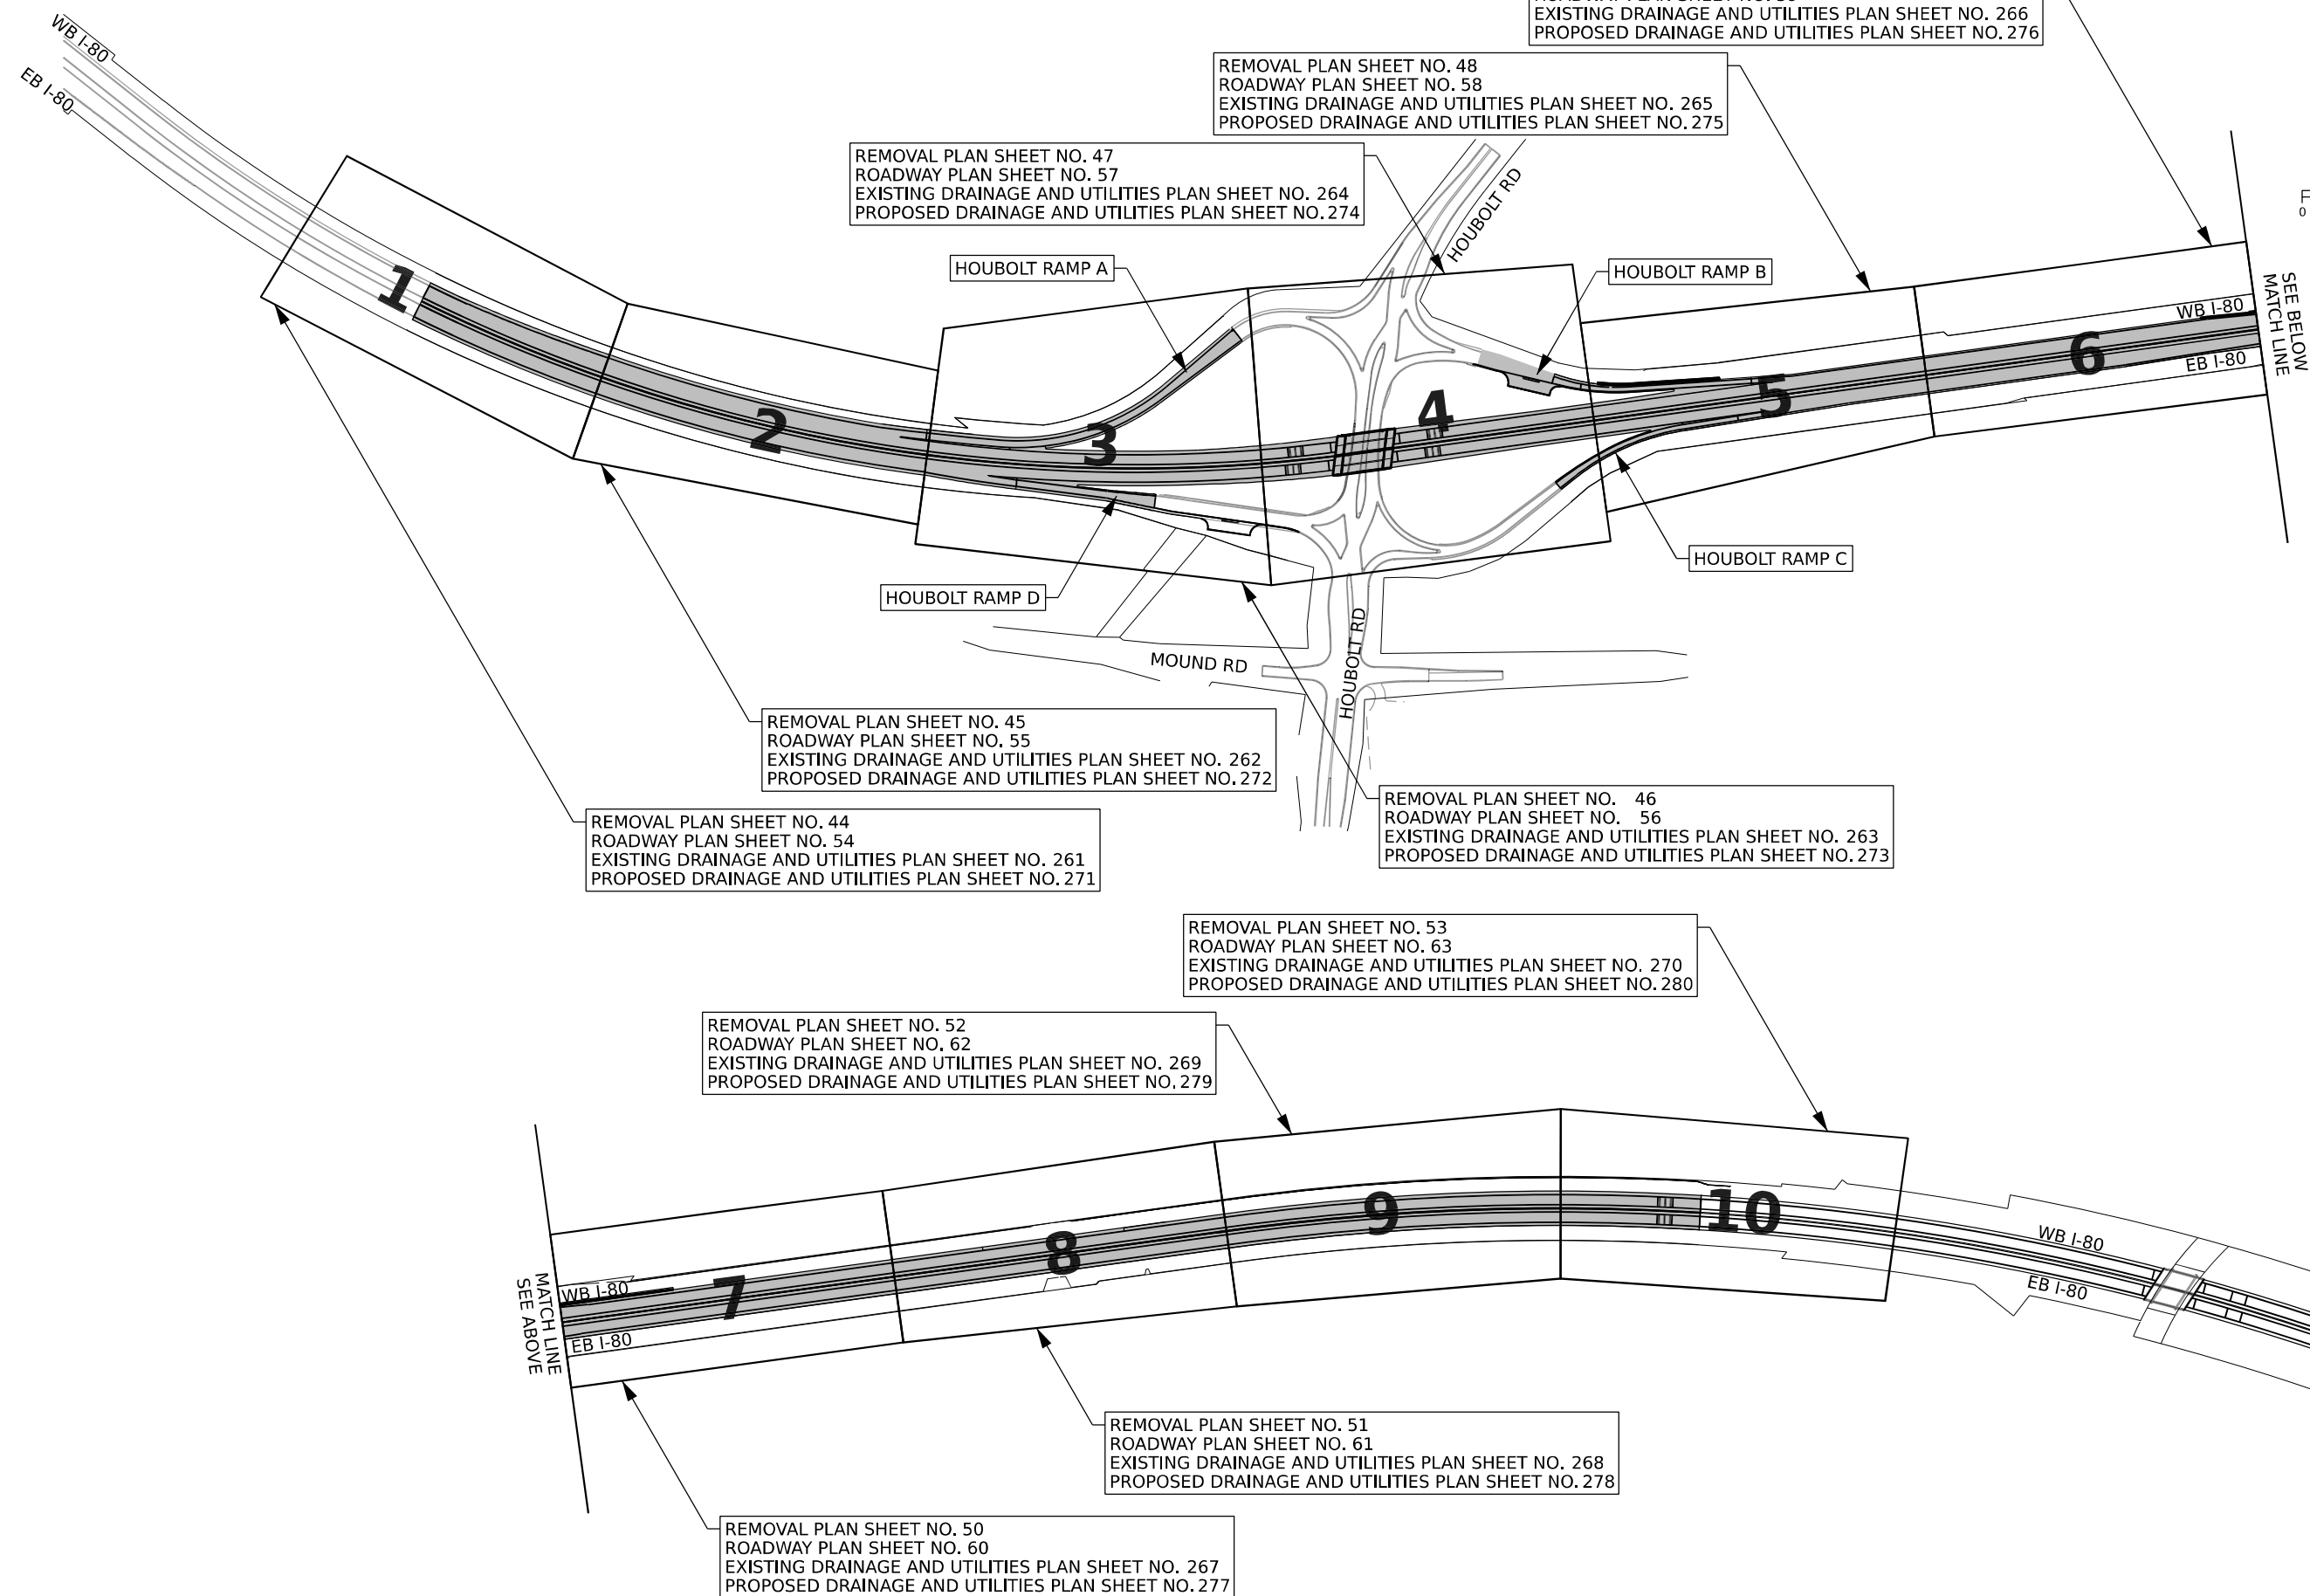 EXISTING DRAINAGE AND UTILITIES PLAN SHEET NO. 266
PROPOSED DRAINAGE AND UTILITIES PLAN SHEET NO. 276
REMOVAL PLAN SHEET NO. 48
ROADWAY PLAN SHEET NO. 58
EXISTING DRAINAGE AND UTILITIES PLAN SHEET NO. 265
PROPOSED DRAINAGE AND UTILITIES PLAN SHEET NO. 275
REMOVAL PLAN SHEET NO. 47
ROADWAY PLAN SHEET NO. 57
EXISTING DRAINAGE AND UTILITIES PLAN SHEET NO. 264
PROPOSED DRAINAGE AND UTILITIES PLAN SHEET NO. 274
WB I-80
EB I-80
HOUBOLT RD
HOUBOLT RAMP A
HOUBOLT RAMP B
0
1
2
3
4
5
6
WB I-80
EB I-80
SEE BELOW
MATCH LINE
HOUBOLT RAMP C
HOUBOLT RAMP D
MOUND RD
HOUBOLT RD
REMOVAL PLAN SHEET NO. 45
ROADWAY PLAN SHEET NO. 55
EXISTING DRAINAGE AND UTILITIES PLAN SHEET NO. 262
PROPOSED DRAINAGE AND UTILITIES PLAN SHEET NO. 272
REMOVAL PLAN SHEET NO. 44
ROADWAY PLAN SHEET NO. 54
EXISTING DRAINAGE AND UTILITIES PLAN SHEET NO. 261
PROPOSED DRAINAGE AND UTILITIES PLAN SHEET NO. 271
REMOVAL PLAN SHEET NO. 46
ROADWAY PLAN SHEET NO. 56
EXISTING DRAINAGE AND UTILITIES PLAN SHEET NO. 263
PROPOSED DRAINAGE AND UTILITIES PLAN SHEET NO. 273
REMOVAL PLAN SHEET NO. 53
ROADWAY PLAN SHEET NO. 63
EXISTING DRAINAGE AND UTILITIES PLAN SHEET NO. 270
PROPOSED DRAINAGE AND UTILITIES PLAN SHEET NO. 280
REMOVAL PLAN SHEET NO. 52
ROADWAY PLAN SHEET NO. 62
EXISTING DRAINAGE AND UTILITIES PLAN SHEET NO. 269
PROPOSED DRAINAGE AND UTILITIES PLAN SHEET NO. 279
MATCH LINE
SEE ABOVE
WB I-80
EB I-80
7
8
9
10
WB I-80
EB I-80
REMOVAL PLAN SHEET NO. 51
ROADWAY PLAN SHEET NO. 61
EXISTING DRAINAGE AND UTILITIES PLAN SHEET NO. 268
PROPOSED DRAINAGE AND UTILITIES PLAN SHEET NO. 278
REMOVAL PLAN SHEET NO. 50
ROADWAY PLAN SHEET NO. 60
EXISTING DRAINAGE AND UTILITIES PLAN SHEET NO. 267
PROPOSED DRAINAGE AND UTILITIES PLAN SHEET NO. 277